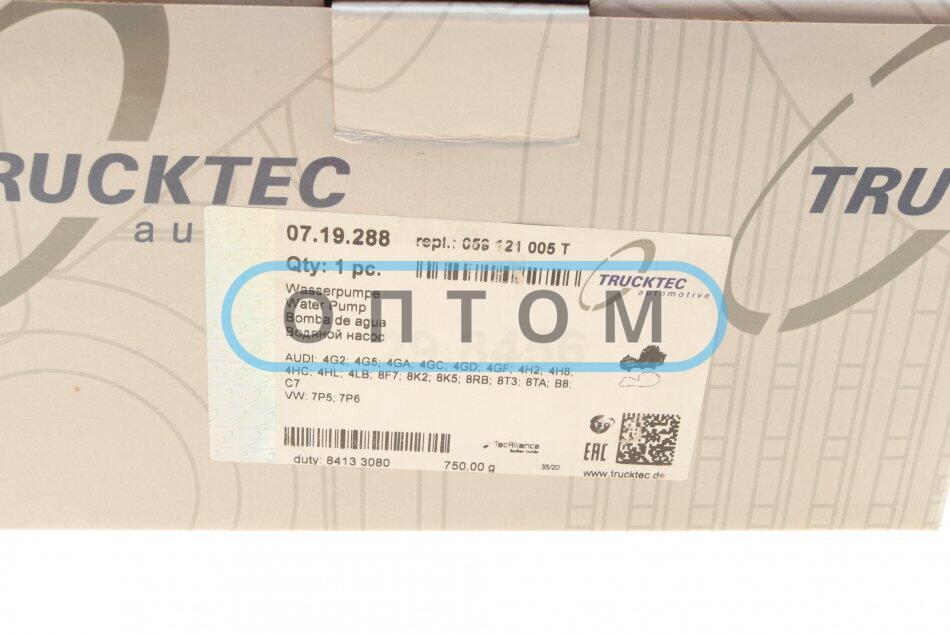 TRUCKTEC
au
TRU
07.19.288 repl.: 059 121 005 T
Qty: 1 pc.
TRUCKTEC
automotive
Wasserpumpe
Water Pump
Bomba de agua
Водяной насос
ОПТОМ
AUDI: 4G2; 4G5; 4GA; 4GC; 4GD; 4GF; 4H2; 4H8;
4HC; 4HL; 4LB; 8F7; 8K2; 8K5; 8RB; 8T3; 8TA; B8;
C7
VW: 7P5; 7P6
TecAlliance
EAC
duty: 8413 3080 750,00 g 35/20 www.trucktec.de